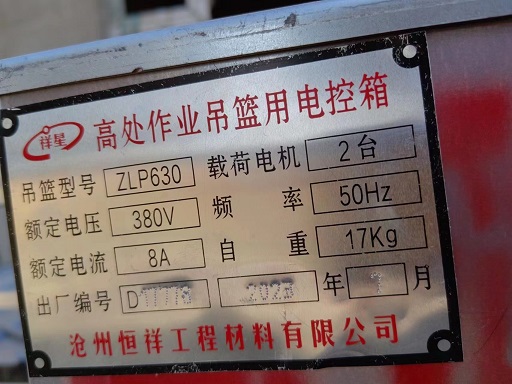 祥星 高处作业吊篮用电控箱
吊篮型号 ZLP630 载荷电机 2台
额定电压 380V 频率 50Hz
额定电流 8A 自重 17Kg
出厂编号 2023 年 月
沧州恒祥工程材料有限公司